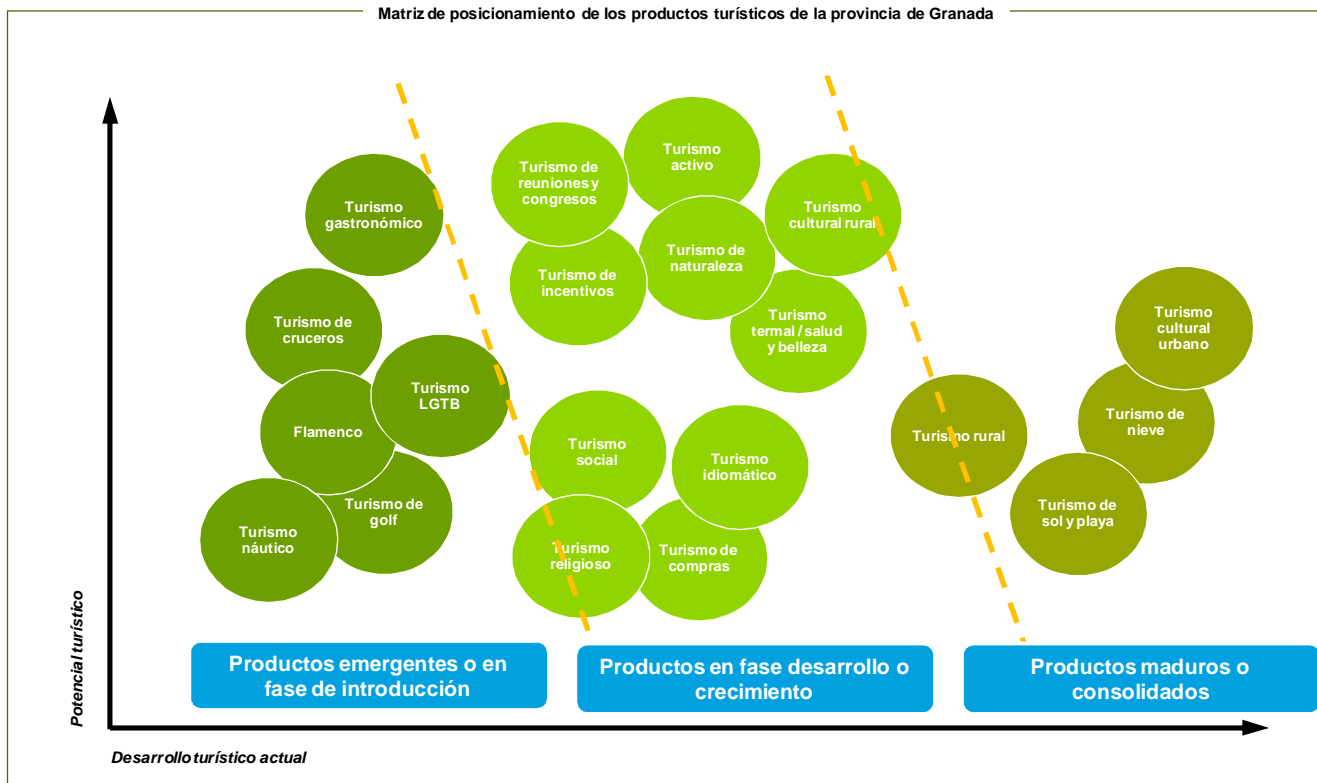 Matriz de posicionamiento de los productos turísticos de la provincia de Granada
Turismo
gastronómico
Turismo de
cruceros
Turismo
LGTB
Flamenco
Turismo de
golf
Turismo
náutico
Turismo de
reuniones y
congresos
Turismo
activo
Turismo
cultural rural
Turismo de
naturaleza
Turismo de
incentivos
Turismo
termal / salud
y belleza
Turismo
social
Turismo
idiomático
Turismo
religioso
Turismo de
compras
Turismo
cultural
urbano
Turismo de
nieve
Turismo rural
Turismo de
sol y playa
Potencial turístico
Productos emergentes o en
fase de introducción
Productos en fase desarrollo o
crecimiento
Productos maduros o
consolidados
Desarrollo turístico actual